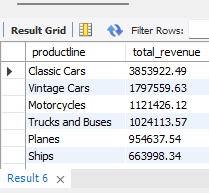 Result Grid Filter Rows:
productline total_revenue
Classic Cars 3853922.49
Vintage Cars 1797559.63
Motorcycles 1121426.12
Trucks and Buses 1024113.57
Planes 954637.54
Ships 663998.34
Result 6 ×